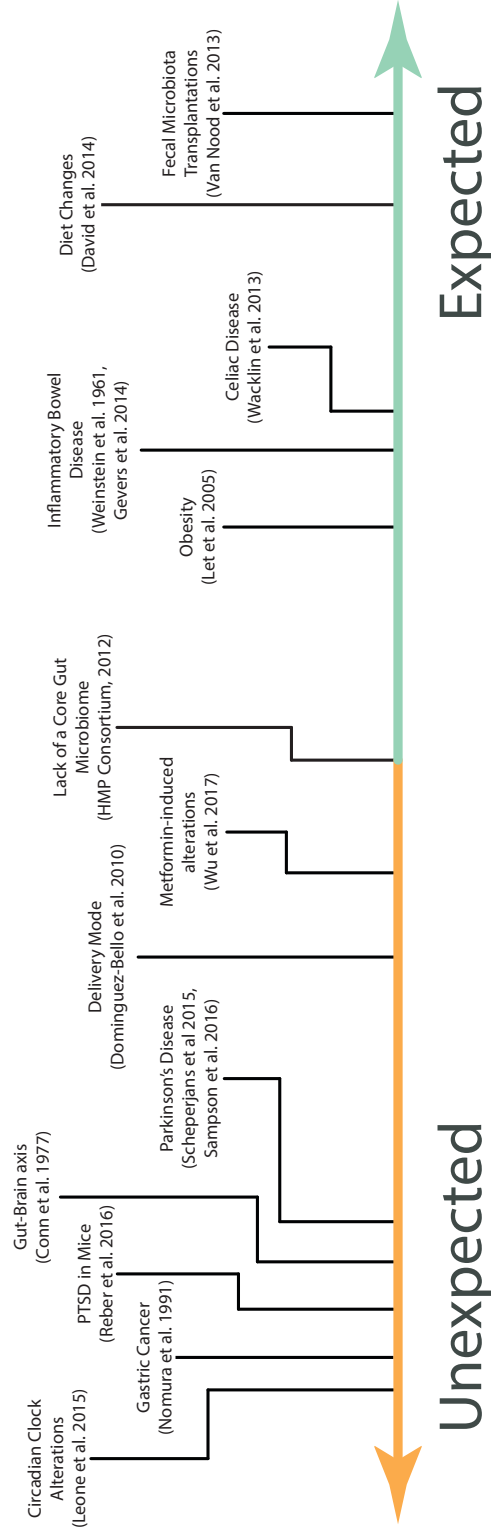 Circadian Clock
Alterations
(Leone et al. 2015)
Gastric Cancer
(Nomura et al. 1991)
PTSD in Mice
(Reber et al. 2016)
Gut-Brain axis
(Conn et al. 1977)
Parkinson's Disease
(Scheperjans et al 2015,
Sampson et al. 2016)
Delivery Mode
(Dominguez-Bello et al. 2010)
Metformin-induced
alterations
(Wu et al. 2017)
Lack of a Core Gut
Microbiome
(HMP Consortium, 2012)
Obesity
(Let et al. 2005)
Inflammatory Bowel
Disease
(Weinstein et al. 1961,
Gevers et al. 2014)
Celiac Disease
(Wacklin et al. 2013)
Diet Changes
(David et al. 2014)
Fecal Microbiota
Transplantations
(Van Nood et al. 2013)
Unexpected
Expected